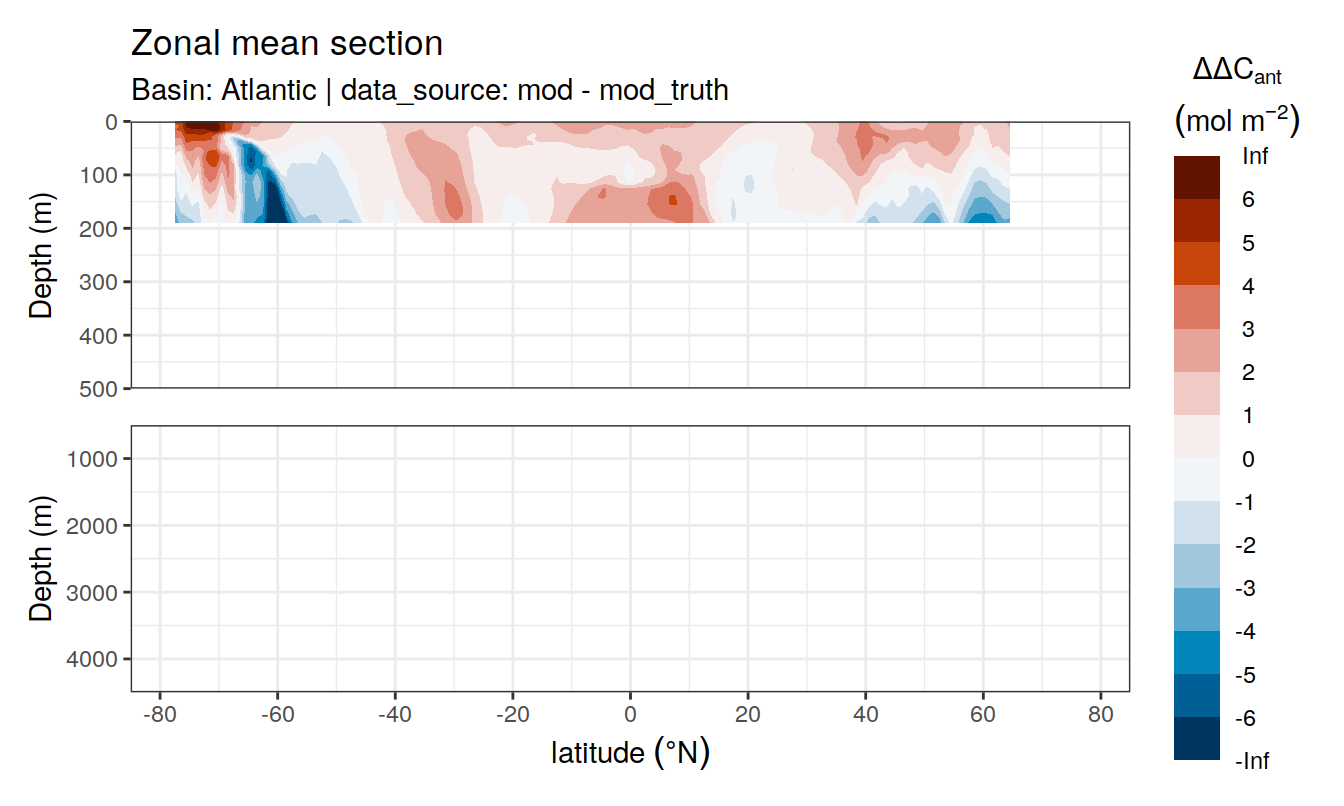 Zonal mean section
Basin: Atlantic | data_source: mod - mod_truth
ΔΔCant
(mol m⁻²)
Inf
6
5
4
3
2
1
0
-1
-2
-3
-4
-5
-6
-Inf
Depth (m)
0
100
200
300
400
500
Depth (m)
1000
2000
3000
4000
-80 -60 -40 -20 0 20 40 60 80
latitude (°N)